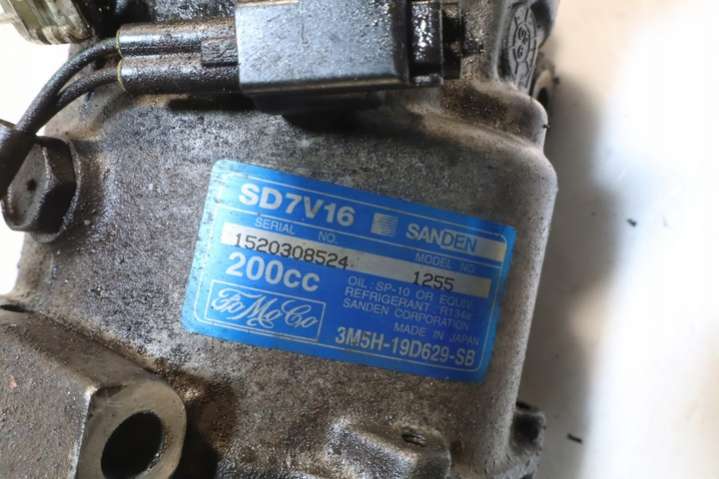 SD7V16 SANDEN
SERIAL NO. MODEL NO.
1520308524 1255
200cc
OIL: SP-10 OR EQUIV.
REFRIGERANT: R134a
SANDEN CORPORATION
MADE IN JAPAN
FoMoCo
3M5H-19D629-SB